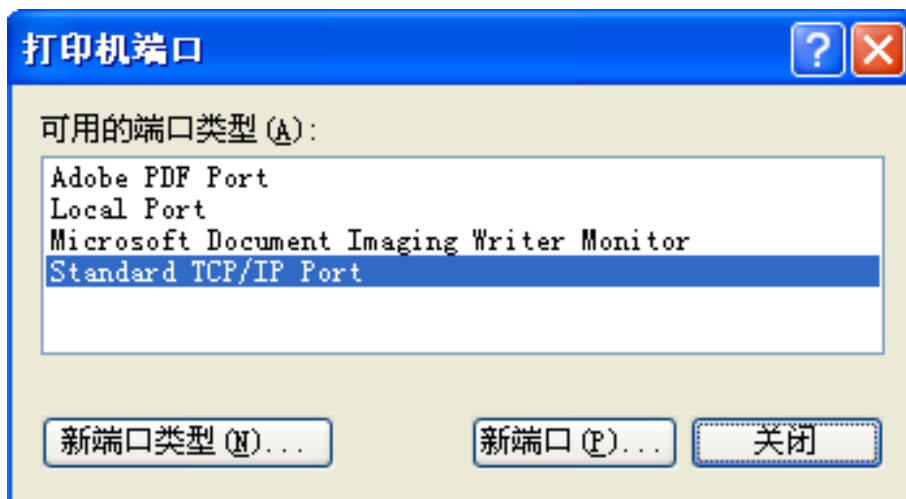 打印机端口
可用的端口类型(A):
Adobe PDF Port
Local Port
Microsoft Document Imaging Writer Monitor
Standard TCP/IP Port
新端口类型(N)... 新端口(P)... 关闭